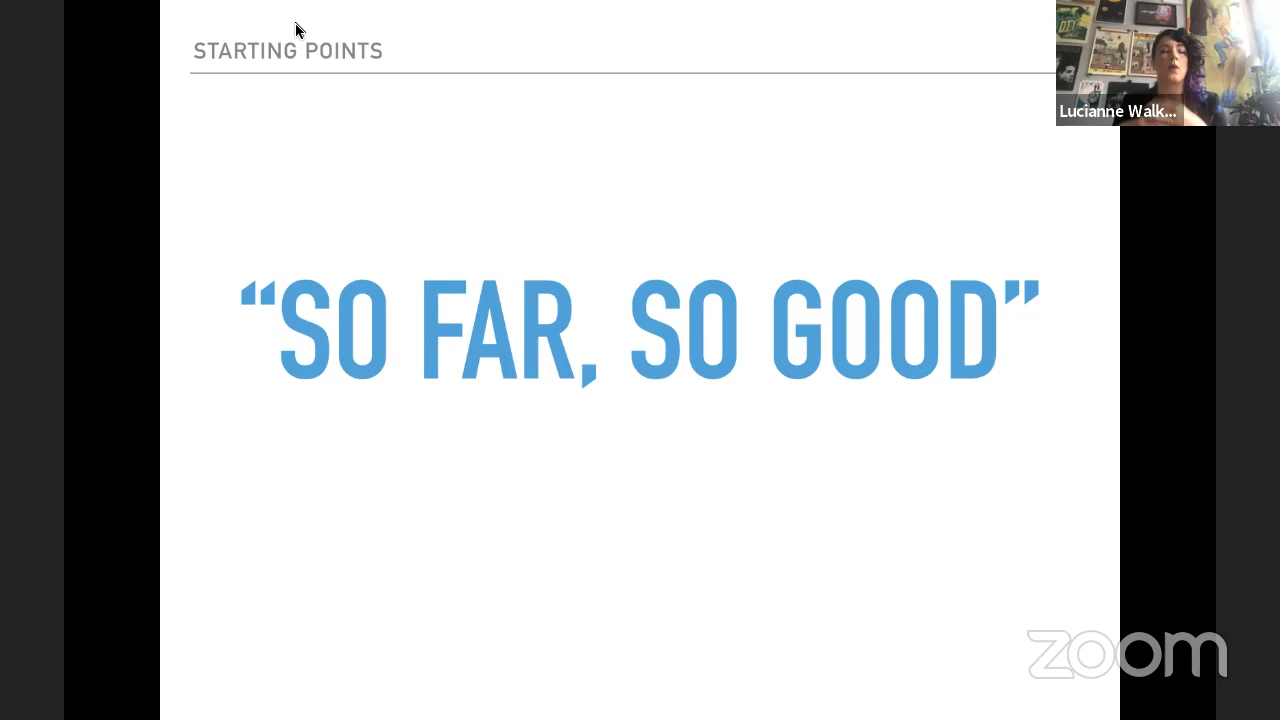 STARTING POINTS
Lucianne Walk...
“SO FAR, SO GOOD”
zoom